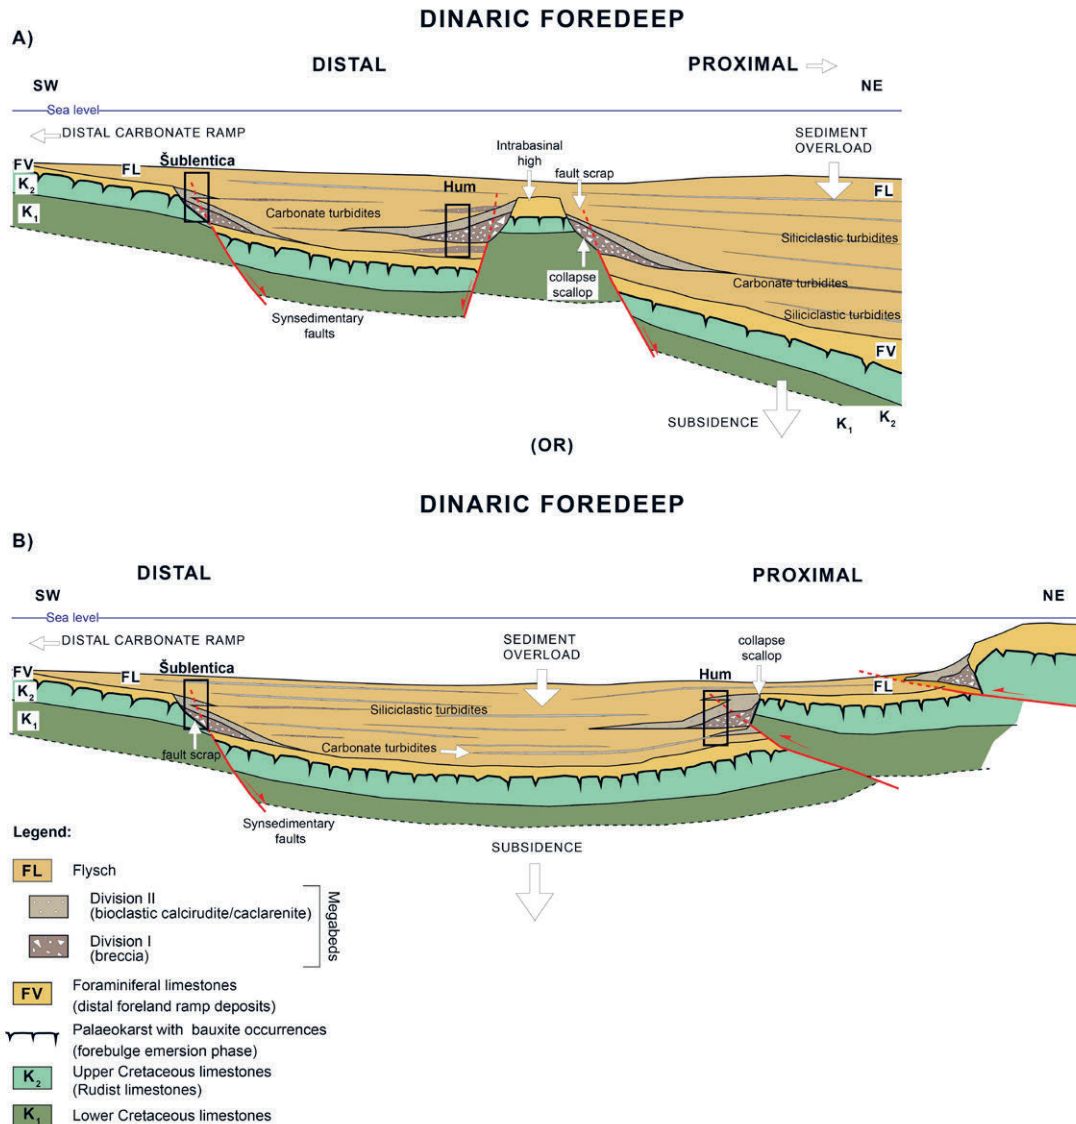 DINARIC FOREDEEP
A)
DISTAL
PROXIMAL
SW
NE
Sea level
DISTAL CARBONATE RAMP
SEDIMENT
OVERLOAD
Intrabasinal
high
fault scrap
FV
FL
Šublentica
K2
K1
Hum
FL
Carbonate turbidites
Siliciclastic turbidites
collapse
scallop
Carbonate turbidites
Siliciclastic turbidites
Synsedimentary
faults
FV
SUBSIDENCE
K1
K2
(OR)
DINARIC FOREDEEP
B)
DISTAL
PROXIMAL
SW
NE
Sea level
DISTAL CARBONATE RAMP
SEDIMENT
OVERLOAD
collapse
scallop
FV
FL
Šublentica
Hum
K2
FL
K1
Siliciclastic turbidites
Carbonate turbidites
fault scrap
Synsedimentary
faults
SUBSIDENCE
Legend:
FL Flysch
Division II
(bioclastic calcirudite/caclarenite)
Division I
(breccia)
Megabeds
FV Foraminiferal limestones
(distal foreland ramp deposits)
Palaeokarst with bauxite occurrences
(forebulge emersion phase)
K2 Upper Cretaceous limestones
(Rudist limestones)
K1 Lower Cretaceous limestones